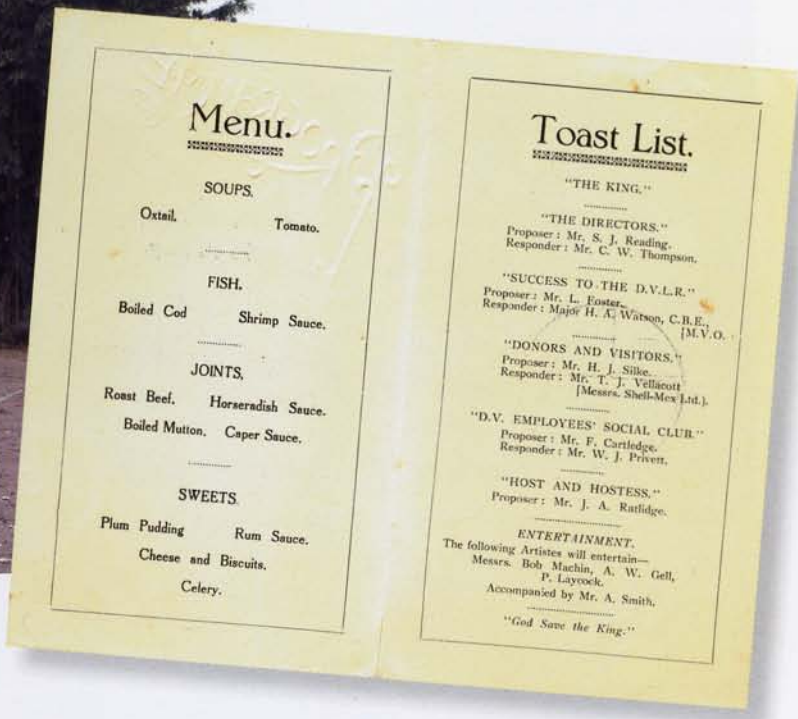 Menu.
SOUPS.
Oxtail. Tomato.
FISH.
Boiled Cod Shrimp Sauce.
JOINTS,
Roast Beef. Horseradish Sauce.
Boiled Mutton. Caper Sauce.
SWEETS.
Plum Pudding Rum Sauce.
Cheese and Biscuits.
Celery.
Toast List.
"THE KING."
"THE DIRECTORS."
Proposer : Mr. S. J. Reading.
Responder : Mr. C. W. Thompson.
"SUCCESS TO THE D.V.L.R."
Proposer : Mr. L. Foster.
Responder : Major H. A. Watson, C.B.E.,
[M.V.O.
"DONORS AND VISITORS."
Proposer : Mr. H. J. Silke.
Responder : Mr. T. J. Vellacott
[Messrs. Shell-Mex Ltd.].
"D.V. EMPLOYEES' SOCIAL CLUB"
Proposer : Mr. F. Cartledge.
Responder : Mr. W. J. Privett.
"HOST AND HOSTESS."
Proposer : Mr. J. A. Ratlidge.
ENTERTAINMENT.
The following Artistes will entertain—
Messrs. Bob Machin, A. W. Gell,
P. Laycock.
Accompanied by Mr. A. Smith.
"God Save the King."